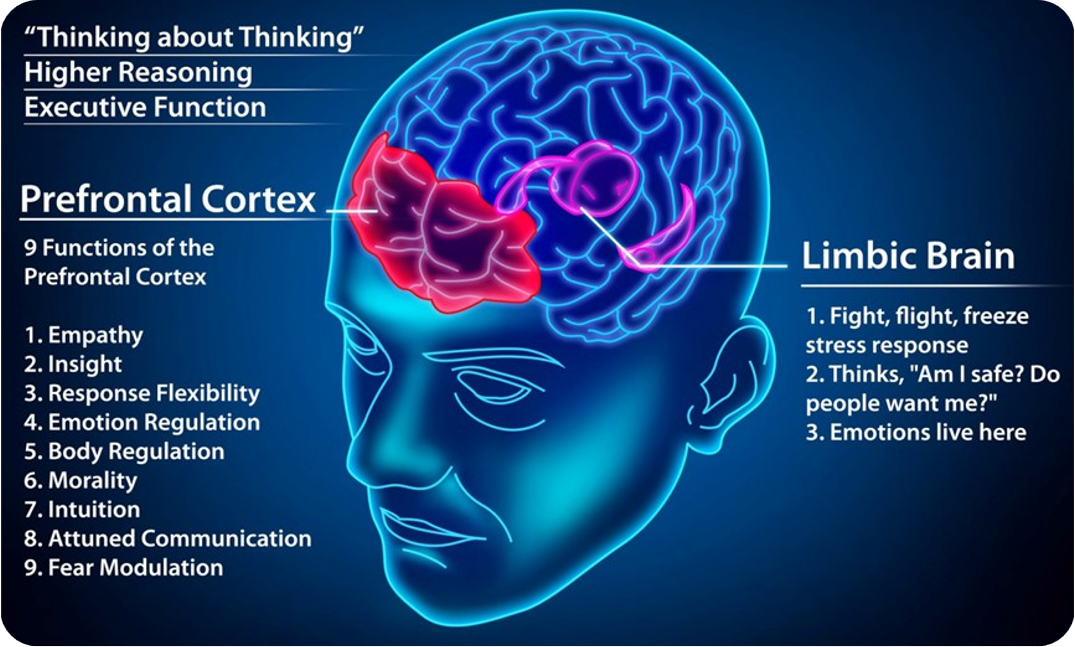 “Thinking about Thinking”
Higher Reasoning
Executive Function
Prefrontal Cortex
9 Functions of the
Prefrontal Cortex
1. Empathy
2. Insight
3. Response Flexibility
4. Emotion Regulation
5. Body Regulation
6. Morality
7. Intuition
8. Attuned Communication
9. Fear Modulation
Limbic Brain
1. Fight, flight, freeze
stress response
2. Thinks, "Am I safe? Do
people want me?"
3. Emotions live here